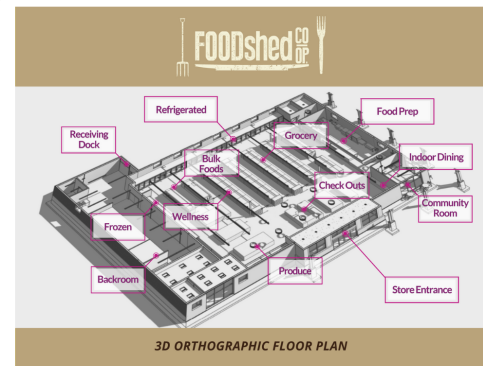 FOODshed CO OP
Refrigerated
Food Prep
Receiving
Dock
Grocery
Bulk
Foods
Indoor Dining
Check Outs
Wellness
Community
Room
Frozen
Produce
Backroom
Store Entrance
3D ORTHOGRAPHIC FLOOR PLAN